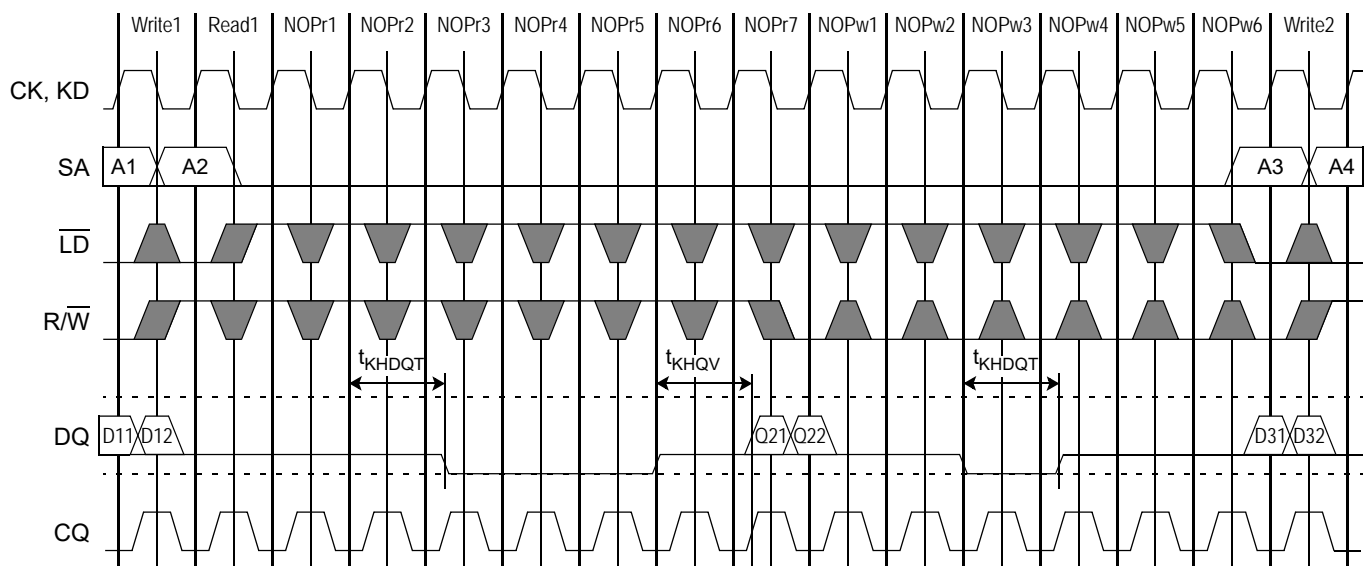 Write1 Read1 NOPr1 NOPr2 NOPr3 NOPr4 NOPr5 NOPr6 NOPr7 NOPw1 NOPw2 NOPw3 NOPw4 NOPw5 NOPw6 Write2
CK, KD
SA A1 A2 A3 A4
LD
R/W
tKHDQT tKHQV tKHDQT
DQ D11 D12 Q21 Q22 D31 D32
CQ